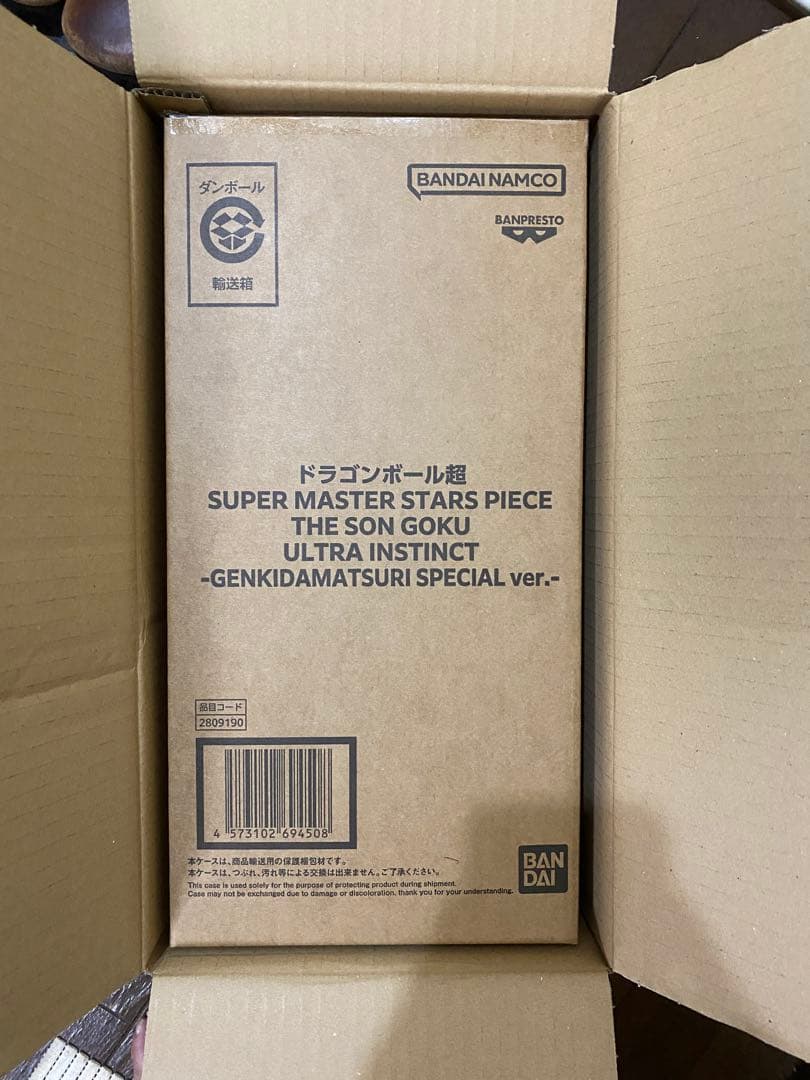 ダンボール
輸送箱
BANDAI NAMCO
BANPRESTO
ドラゴンボール超
SUPER MASTER STARS PIECE
THE SON GOKU
ULTRA INSTINCT
-GENKIDAMATSURI SPECIAL ver.-
品目コード
2809190
4 573102 694508
本ケースは、商品輸送用の保護梱包材です。
本ケースは、つぶれ、汚れ等による交換は出来ません。ご了承ください。
This case is used solely for the purpose of protecting product during shipment.
Case may not be exchanged due to damage or discoloration. thank you for your understanding.
BAN
DAI